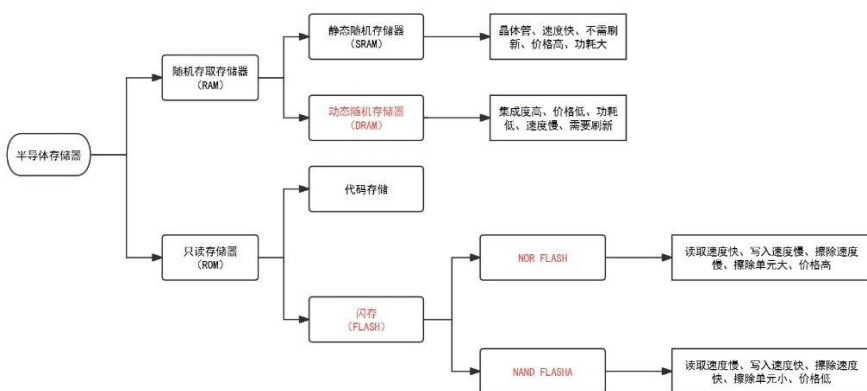 半导体存储器
随机存取存储器
（RAM）
静态随机存储器
（SRAM）
晶体管、速度快、不需刷
新、价格高、功耗大
动态随机存储器
（DRAM）
集成度高、价格低、功耗
低、速度慢、需要刷新
只读存储器
（ROM）
代码存储
闪存
（FLASH）
NOR FLASH
读取速度快、写入速度慢、擦除速度
慢、擦除单元大、价格高
NAND FLASHA
读取速度慢、写入速度快、擦除速度
快、擦除单元小、价格低